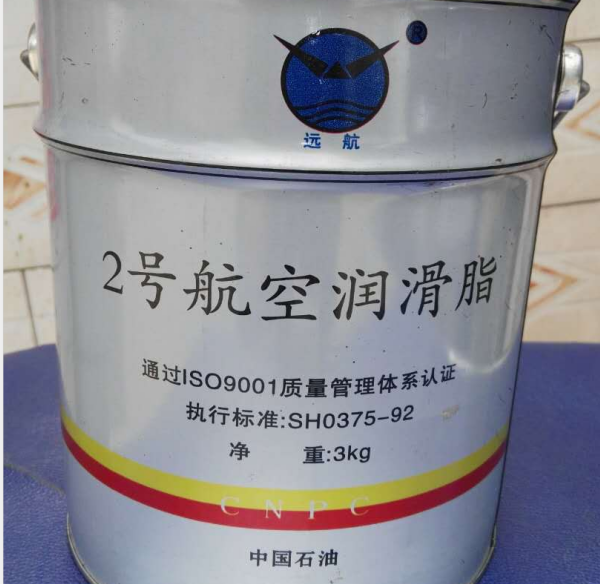 ®
远航
2号航空润滑脂
通过ISO9001质量管理体系认证
执行标准:SH0375-92
净 重:3kg
CNPC
中国石油